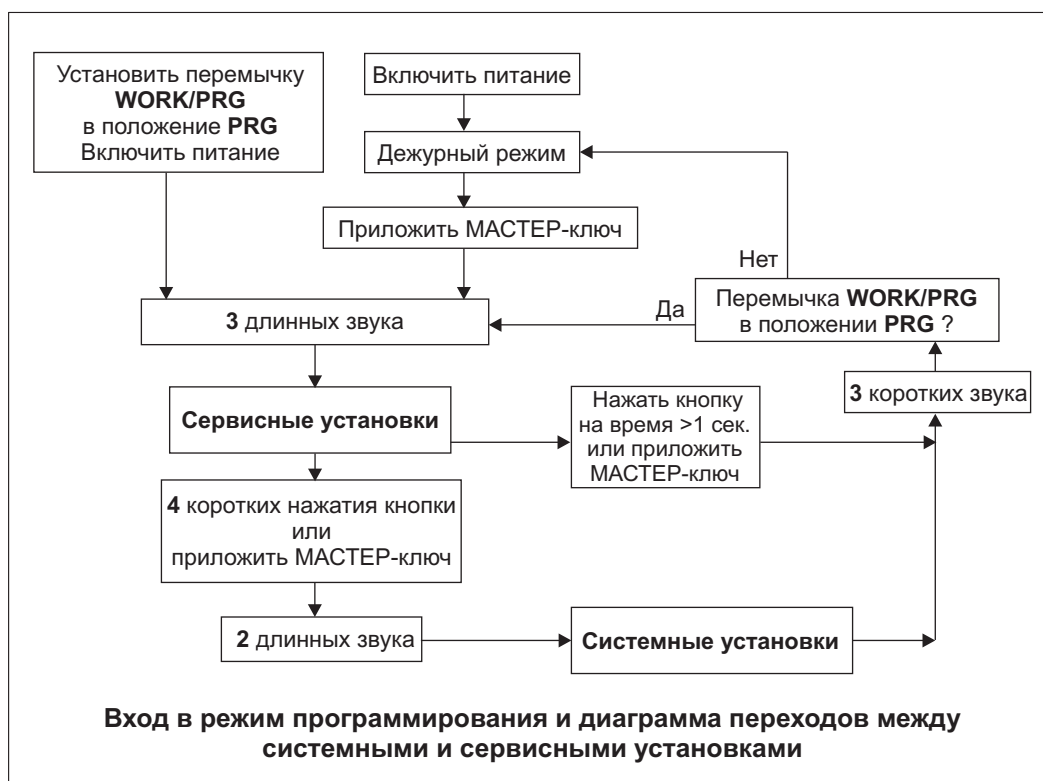 Установить перемычку
WORK/PRG
в положение PRG
Включить питание
Включить питание
Дежурный режим
Приложить МАСТЕР-ключ
Нет
Да
Перемычка WORK/PRG
в положении PRG ?
3 длинных звука
3 коротких звука
Сервисные установки
Нажать кнопку
на время >1 сек.
или приложить
МАСТЕР-ключ
4 коротких нажатия кнопки
или
приложить МАСТЕР-ключ
2 длинных звука
Системные установки
Вход в режим программирования и диаграмма переходов между
системными и сервисными установками